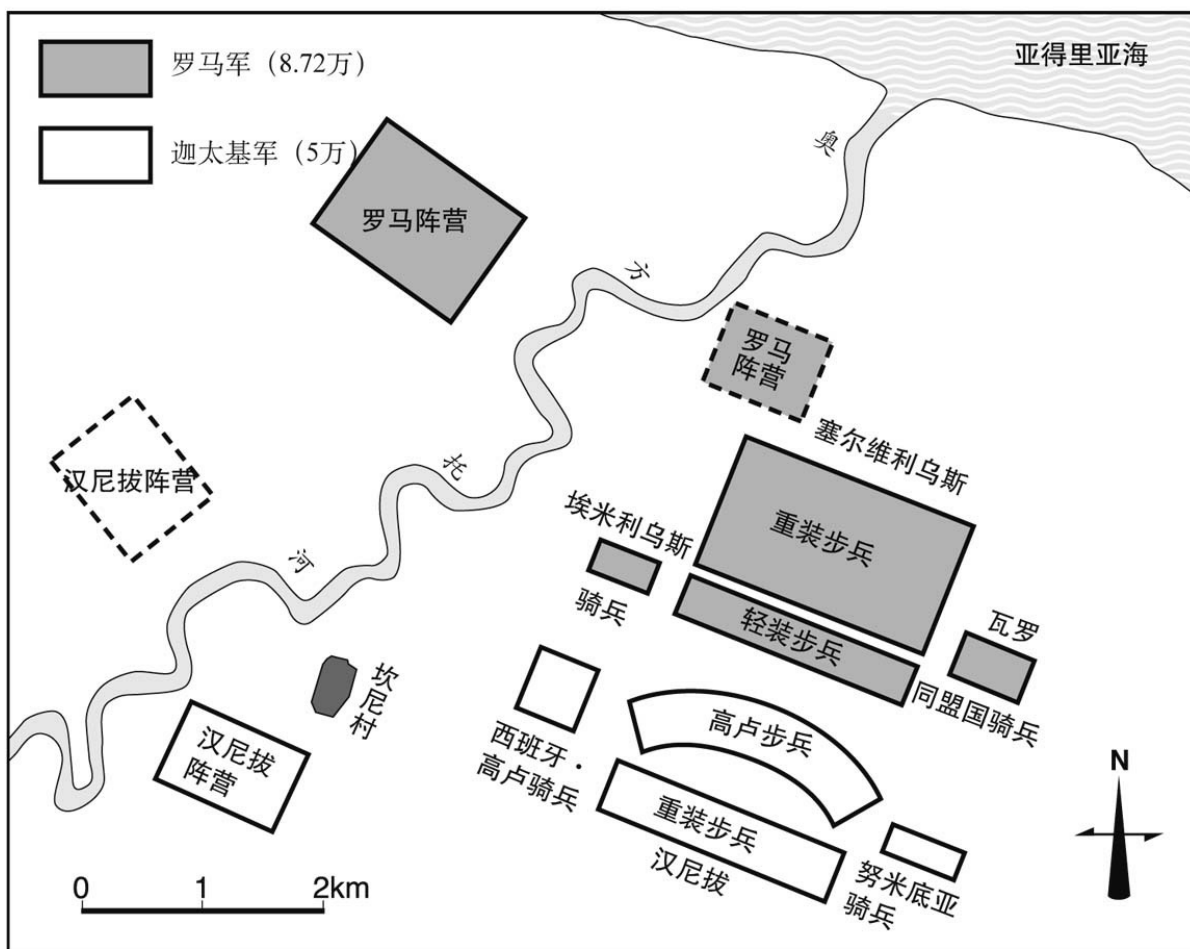 罗马军（8.72万）
迦太基军（5万）
亚得里亚海
奥
方
托
河
罗马阵营
罗马
阵营
汉尼拔阵营
塞尔维利乌斯
重装步兵
埃米利乌斯
骑兵
轻装步兵
瓦罗
同盟国骑兵
坎尼村
汉尼拔
阵营
西班牙·
高卢骑兵
高卢步兵
重装步兵
汉尼拔
努米底亚
骑兵
N
0 1 2km